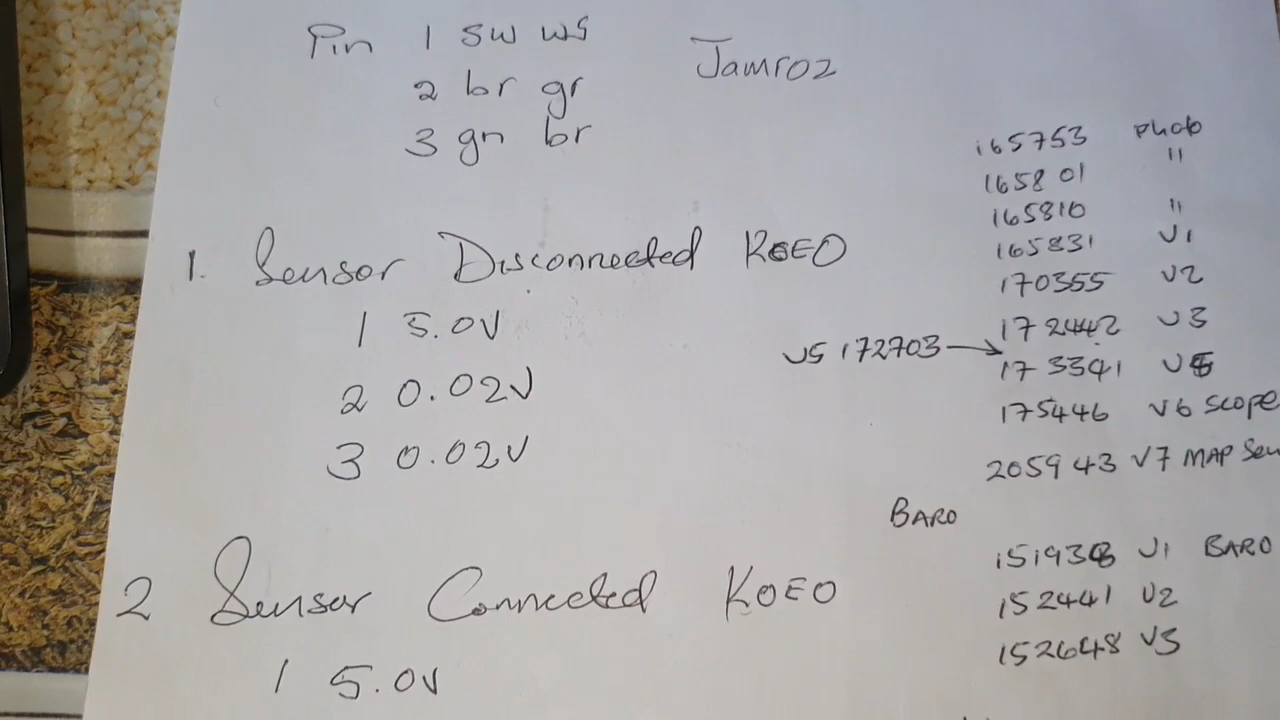 Pin 1 sw ws
2 br gr
3 gn br
Jamroz
165753 Phob
165801 "
165810 "
165831 V1
170355 V2
172442 V3
V5 172703 →
173341 V5
175446 V6 SCOPE
205943 V7 MAP Sen
BARO
151938 V1 BARO
152441 V2
152648 V3
1. Sensor Disconnected KOEO
1 5.0V
2 0.02V
3 0.02V
2 Sensor Connected KOEO
1 5.0V